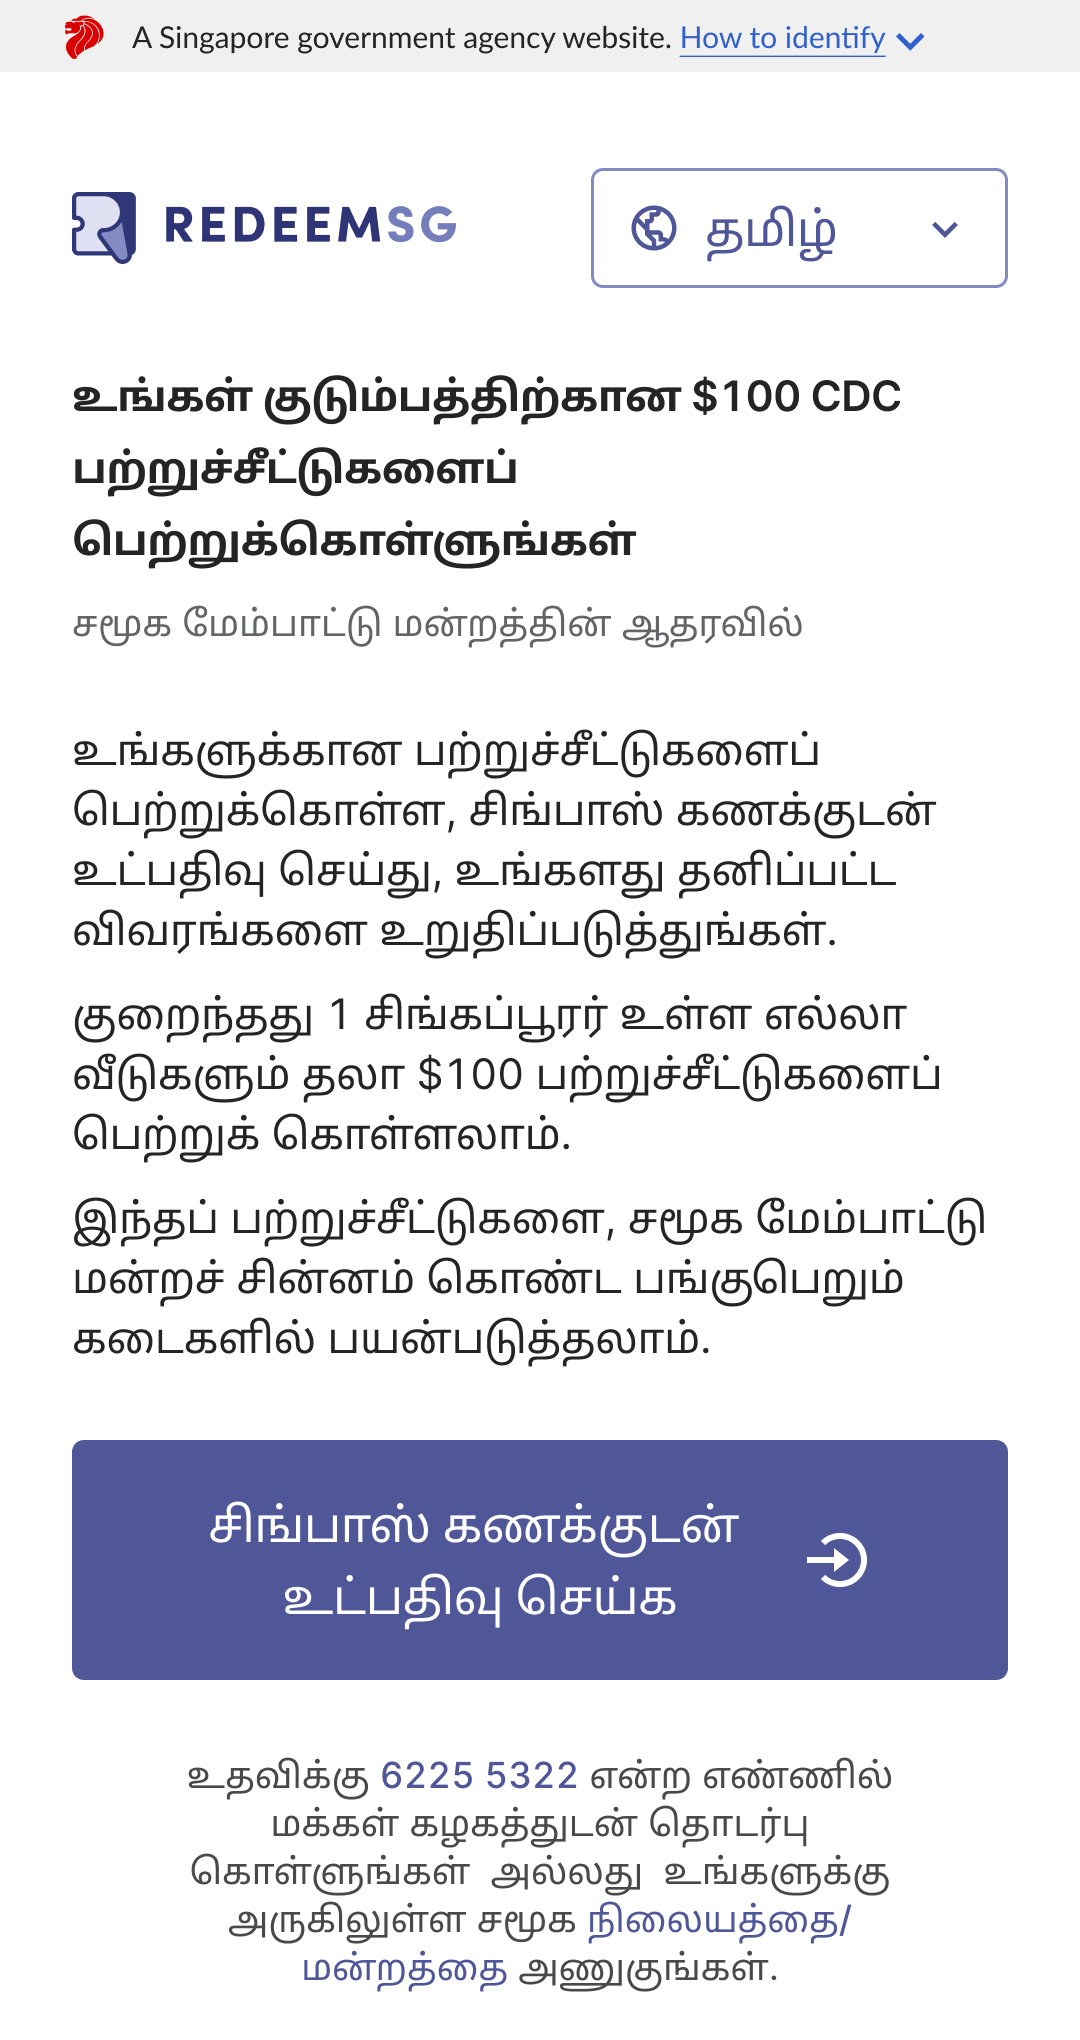 A Singapore government agency website. How to identify
REDEEMSG
தமிழ்
உங்கள் குடும்பத்திற்கான $100 CDC
பற்றுச்சீட்டுகளைப்
பெற்றுக்கொள்ளுங்கள்
சமூக மேம்பாட்டு மன்றத்தின் ஆதரவில்
உங்களுக்கான பற்றுச்சீட்டுகளைப்
பெற்றுக்கொள்ள, சிங்பாஸ் கணக்குடன்
உட்பதிவு செய்து, உங்களது தனிப்பட்ட
விவரங்களை உறுதிப்படுத்துங்கள்.
குறைந்தது 1 சிங்கப்பூரர் உள்ள எல்லா
வீடுகளும் தலா $100 பற்றுச்சீட்டுகளைப்
பெற்றுக் கொள்ளலாம்.
இந்தப் பற்றுச்சீட்டுகளை, சமூக மேம்பாட்டு
மன்றச் சின்னம் கொண்ட பங்குபெறும்
கடைகளில் பயன்படுத்தலாம்.
சிங்பாஸ் கணக்குடன்
உட்பதிவு செய்க
உதவிக்கு 6225 5322 என்ற எண்ணில்
மக்கள் கழகத்துடன் தொடர்பு
கொள்ளுங்கள் அல்லது உங்களுக்கு
அருகிலுள்ள சமூக நிலையத்தை/
மன்றத்தை அணுகுங்கள்.